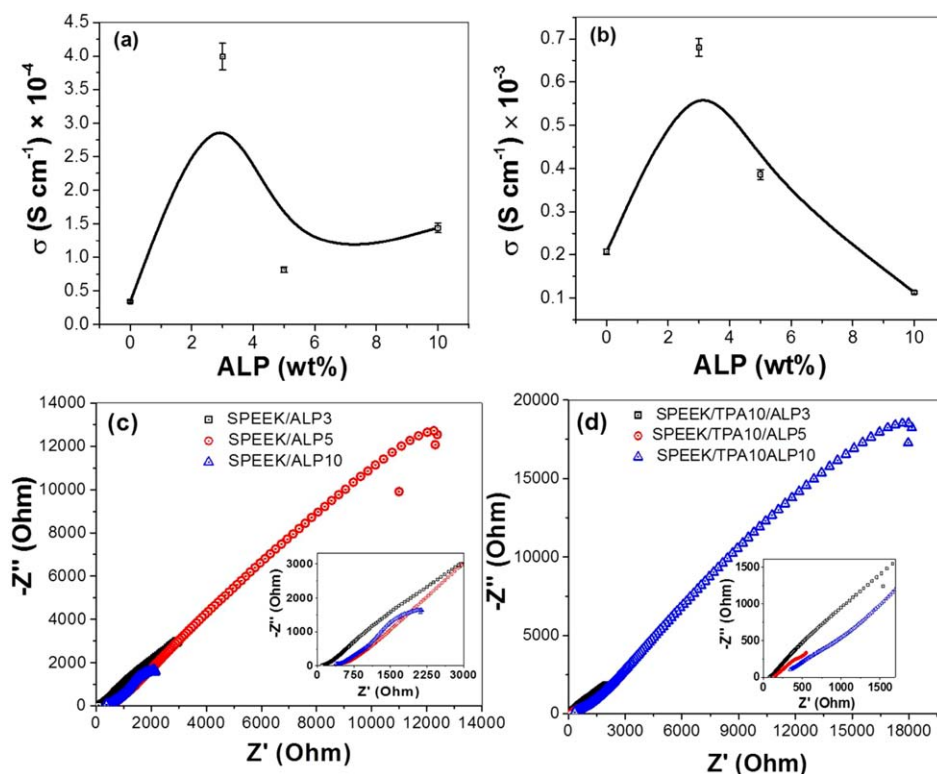 (a)
4.5
4.0
3.5
3.0
2.5
2.0
1.5
1.0
0.5
0.0
σ (S cm⁻¹) × 10⁻⁴
0 2 4 6 8 10
ALP (wt%)
(b)
0.7
0.6
0.5
0.4
0.3
0.2
0.1
σ (S cm⁻¹) × 10⁻³
0 2 4 6 8 10
ALP (wt%)
(c)
SPEEK/ALP3
SPEEK/ALP5
SPEEK/ALP10
14000
12000
10000
8000
6000
4000
2000
0
-Z'' (Ohm)
0 2000 4000 6000 8000 10000 12000 14000
Z' (Ohm)
3000
2000
1000
0
-Z'' (Ohm)
0 750 1500 2250 3000
Z' (Ohm)
(d)
SPEEK/TPA10/ALP3
SPEEK/TPA10/ALP5
SPEEK/TPA10ALP10
20000
17500
15000
12500
10000
7500
5000
2500
0
-Z'' (Ohm)
0 3000 6000 9000 12000 15000 18000
Z' (Ohm)
1500
1000
500
0
-Z'' (Ohm)
0 500 1000 1500
Z' (Ohm)